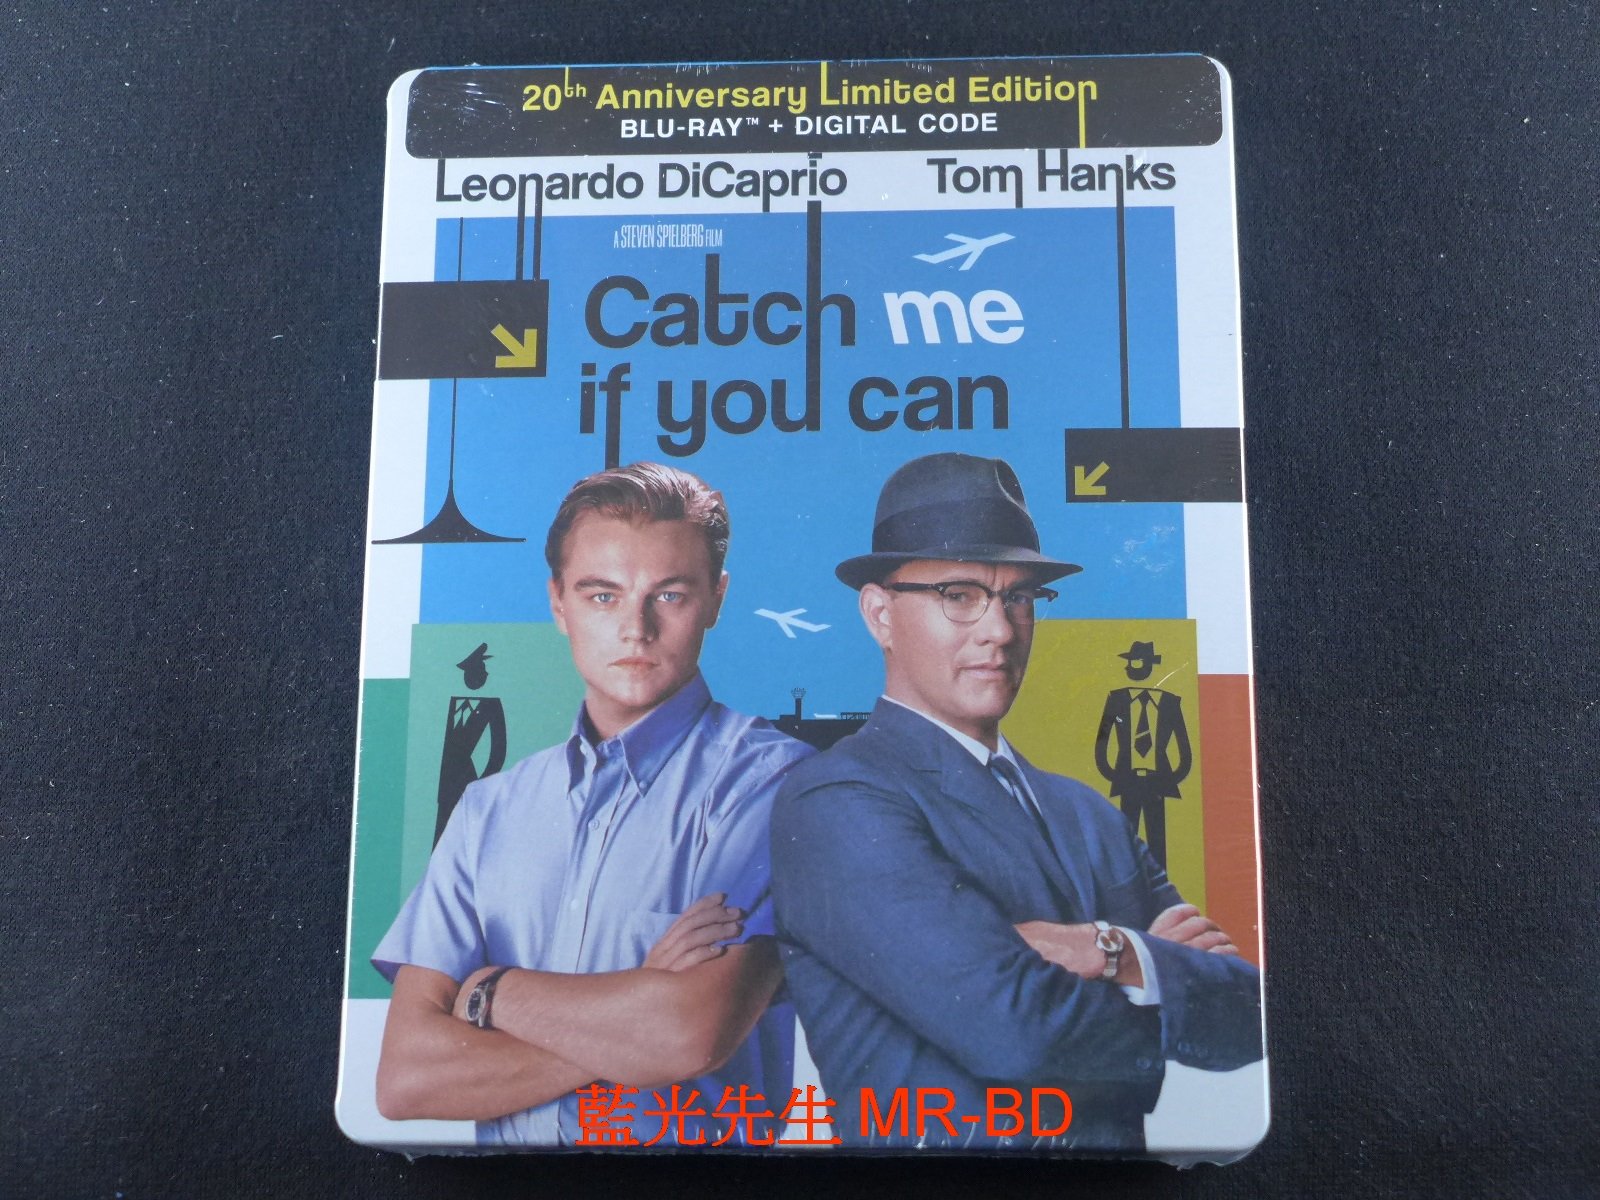 20th Anniversary Limited Edition
BLU-RAY™ + DIGITAL CODE
Leonardo DiCaprio Tom Hanks
A STEVEN SPIELBERG FILM
Catch me
if you can
藍光先生 MR-BD